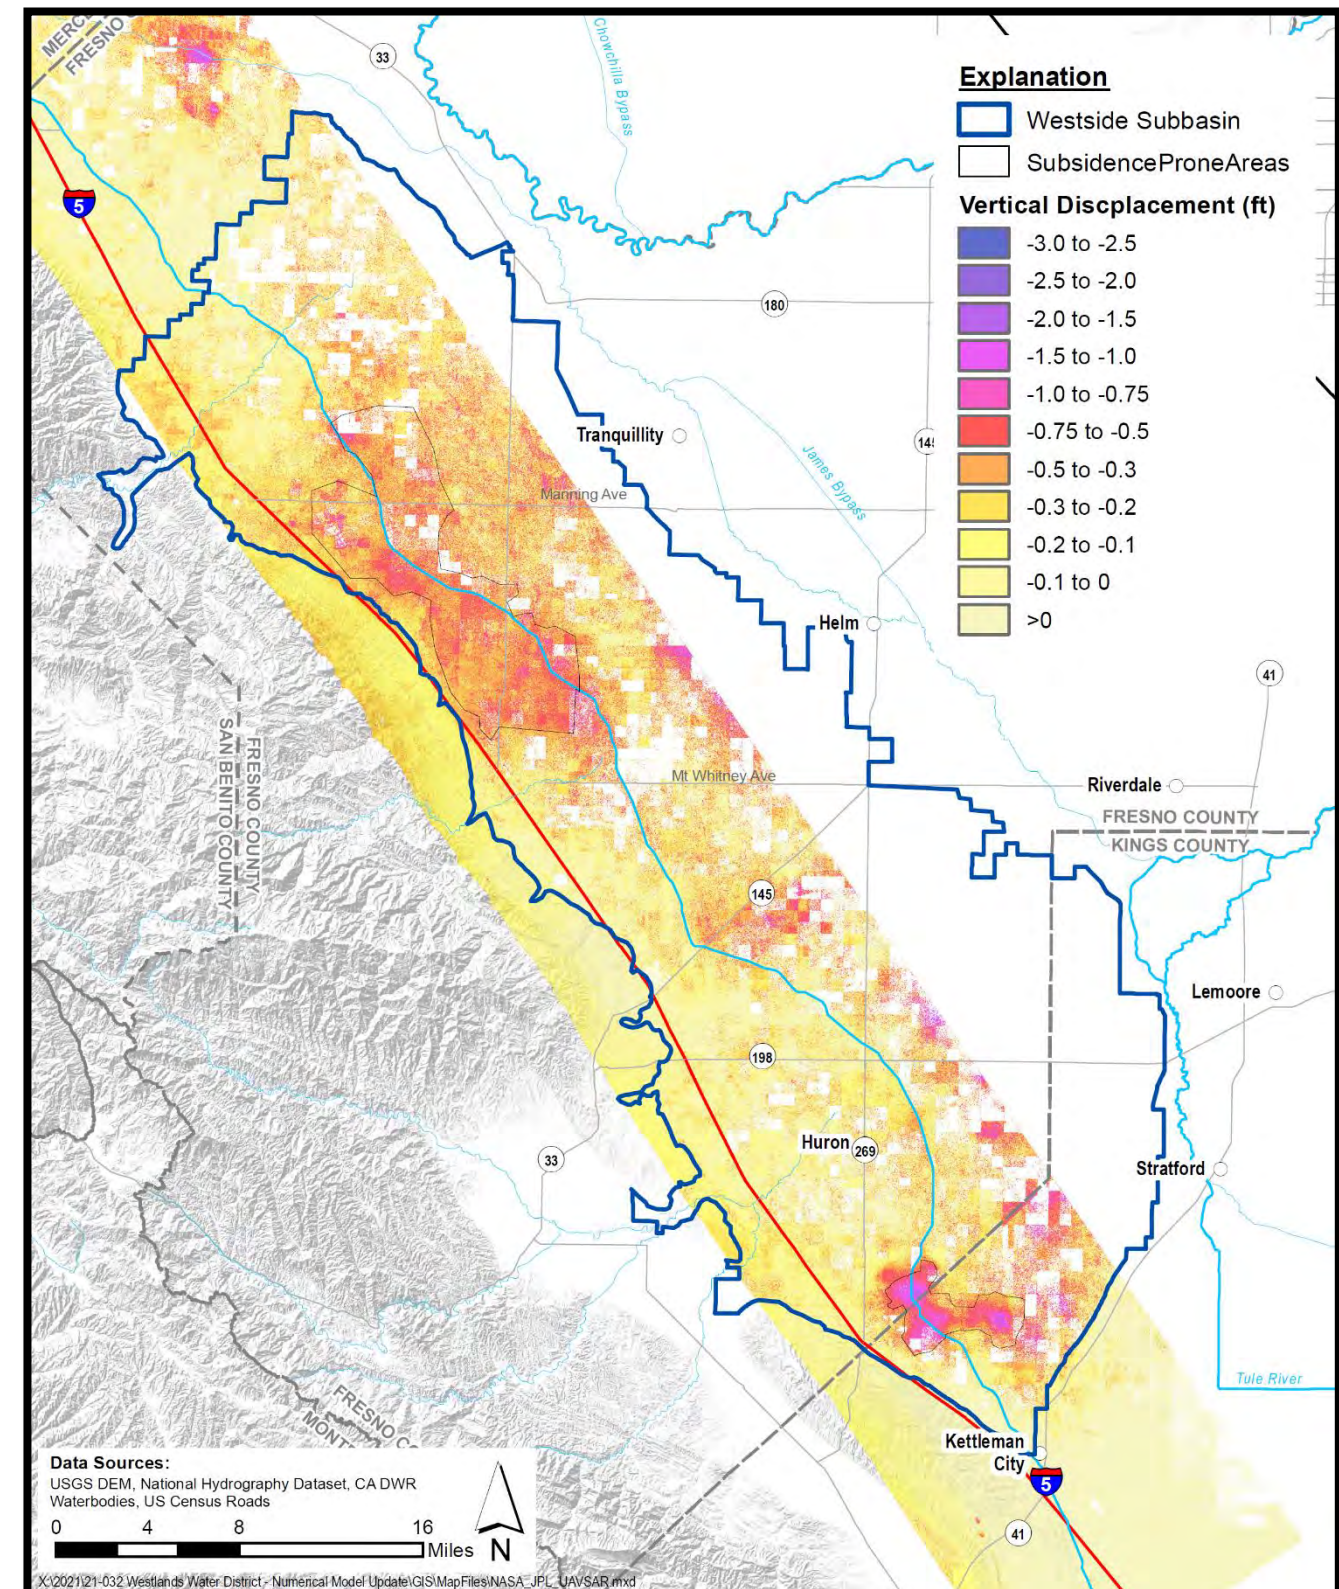 MERCE
FRESNO C
33
Chowchilla Bypass
Explanation
Westside Subbasin
SubsidenceProneAreas
Vertical Discplacement (ft)
-3.0 to -2.5
-2.5 to -2.0
-2.0 to -1.5
-1.5 to -1.0
-1.0 to -0.75
-0.75 to -0.5
-0.5 to -0.3
-0.3 to -0.2
-0.2 to -0.1
-0.1 to 0
>0
5
180
Tranquillity
145
James Bypass
Manning Ave
Helm
41
FRESNO COUNTY
SAN BENITO COUNTY
Mt Whitney Ave
Riverdale
FRESNO COUNTY
KINGS COUNTY
145
Lemoore
198
Huron
269
33
Stratford
Tule River
FRESNO CO
MONT
Kettleman
City
5
41
Data Sources:
USGS DEM, National Hydrography Dataset, CA DWR
Waterbodies, US Census Roads
0 4 8 16
Miles
N
X:\2021\21-032 Westlands Water District - Numerical Model Update\GIS\MapFiles\NASA_JPL_UAVSAR.mxd